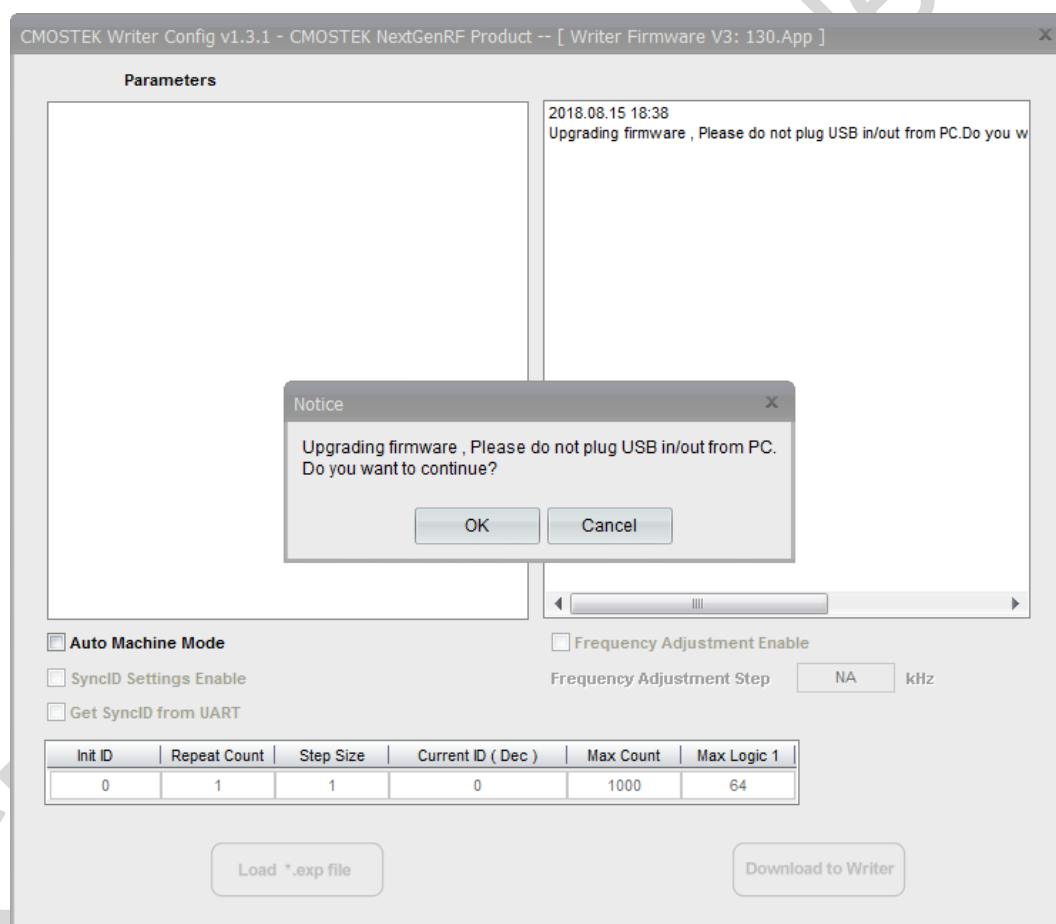 CMOSTEK Writer Config v1.3.1 - CMOSTEK NextGenRF Product -- [ Writer Firmware V3: 130.App ] x
Parameters
2018.08.15 18:38
Upgrading firmware , Please do not plug USB in/out from PC.Do you w
Notice x
Upgrading firmware , Please do not plug USB in/out from PC.
Do you want to continue?
OK Cancel
Auto Machine Mode
Frequency Adjustment Enable
SyncID Settings Enable
Frequency Adjustment Step NA kHz
Get SyncID from UART
Init ID Repeat Count Step Size Current ID ( Dec ) Max Count Max Logic 1
0 1 1 0 1000 64
Load *.exp file Download to Writer